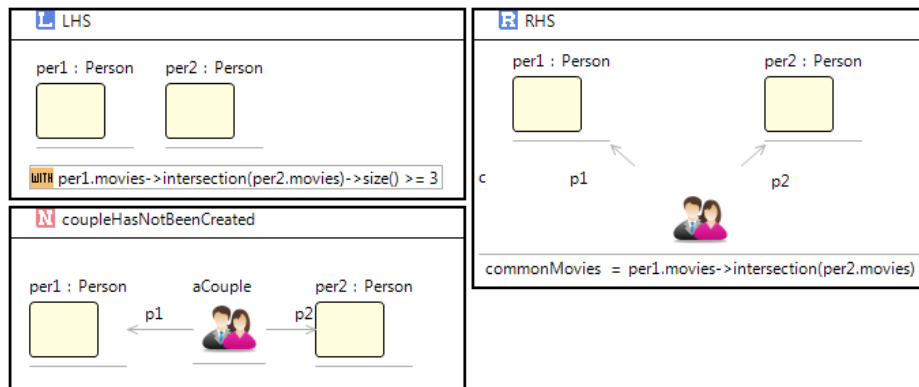 L LHS
per1 : Person per2 : Person
WITH per1.movies->intersection(per2.movies)->size() >= 3
N coupleHasNotBeenCreated
per1 : Person aCouple per2 : Person
p1 p2
R RHS
per1 : Person per2 : Person
c p1 p2
commonMovies = per1.movies->intersection(per2.movies)